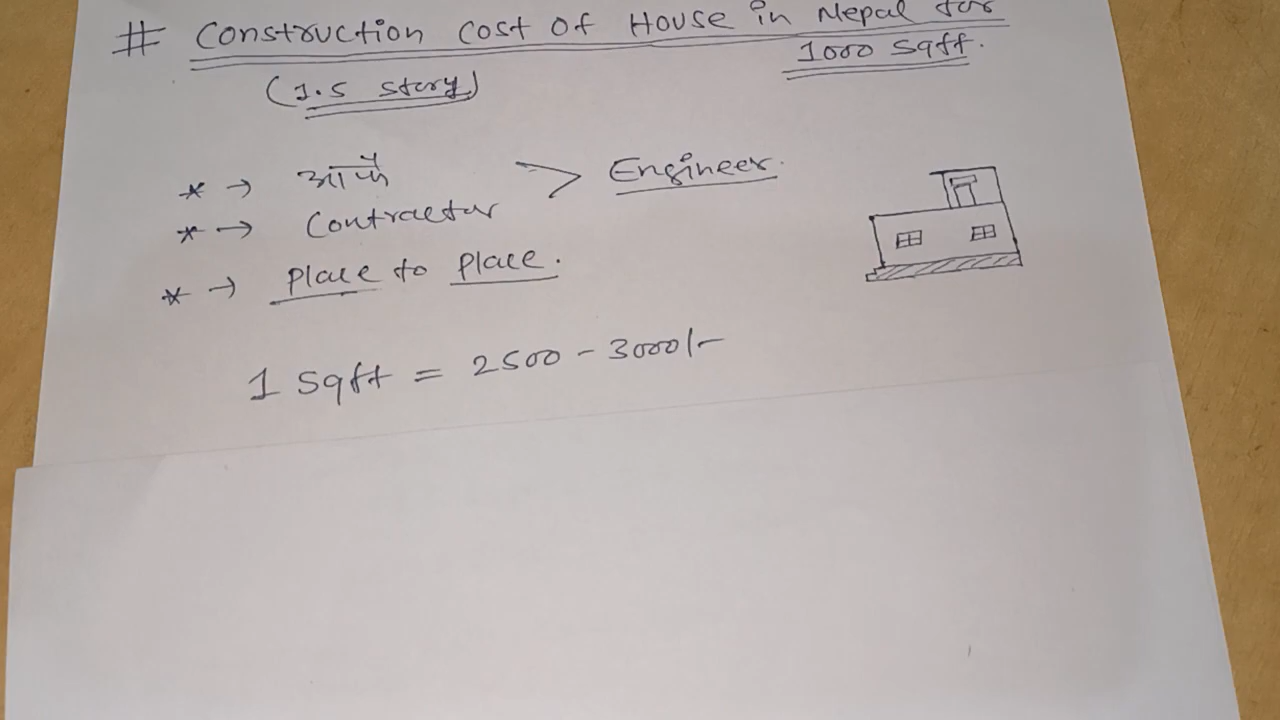 # Construction cost of House in Nepal for
1000 sqft.
(1.5 story)
* → आफै > Engineer.
* → Contractor
* → Place to Place.
1 sqft = 2500 - 3000/-